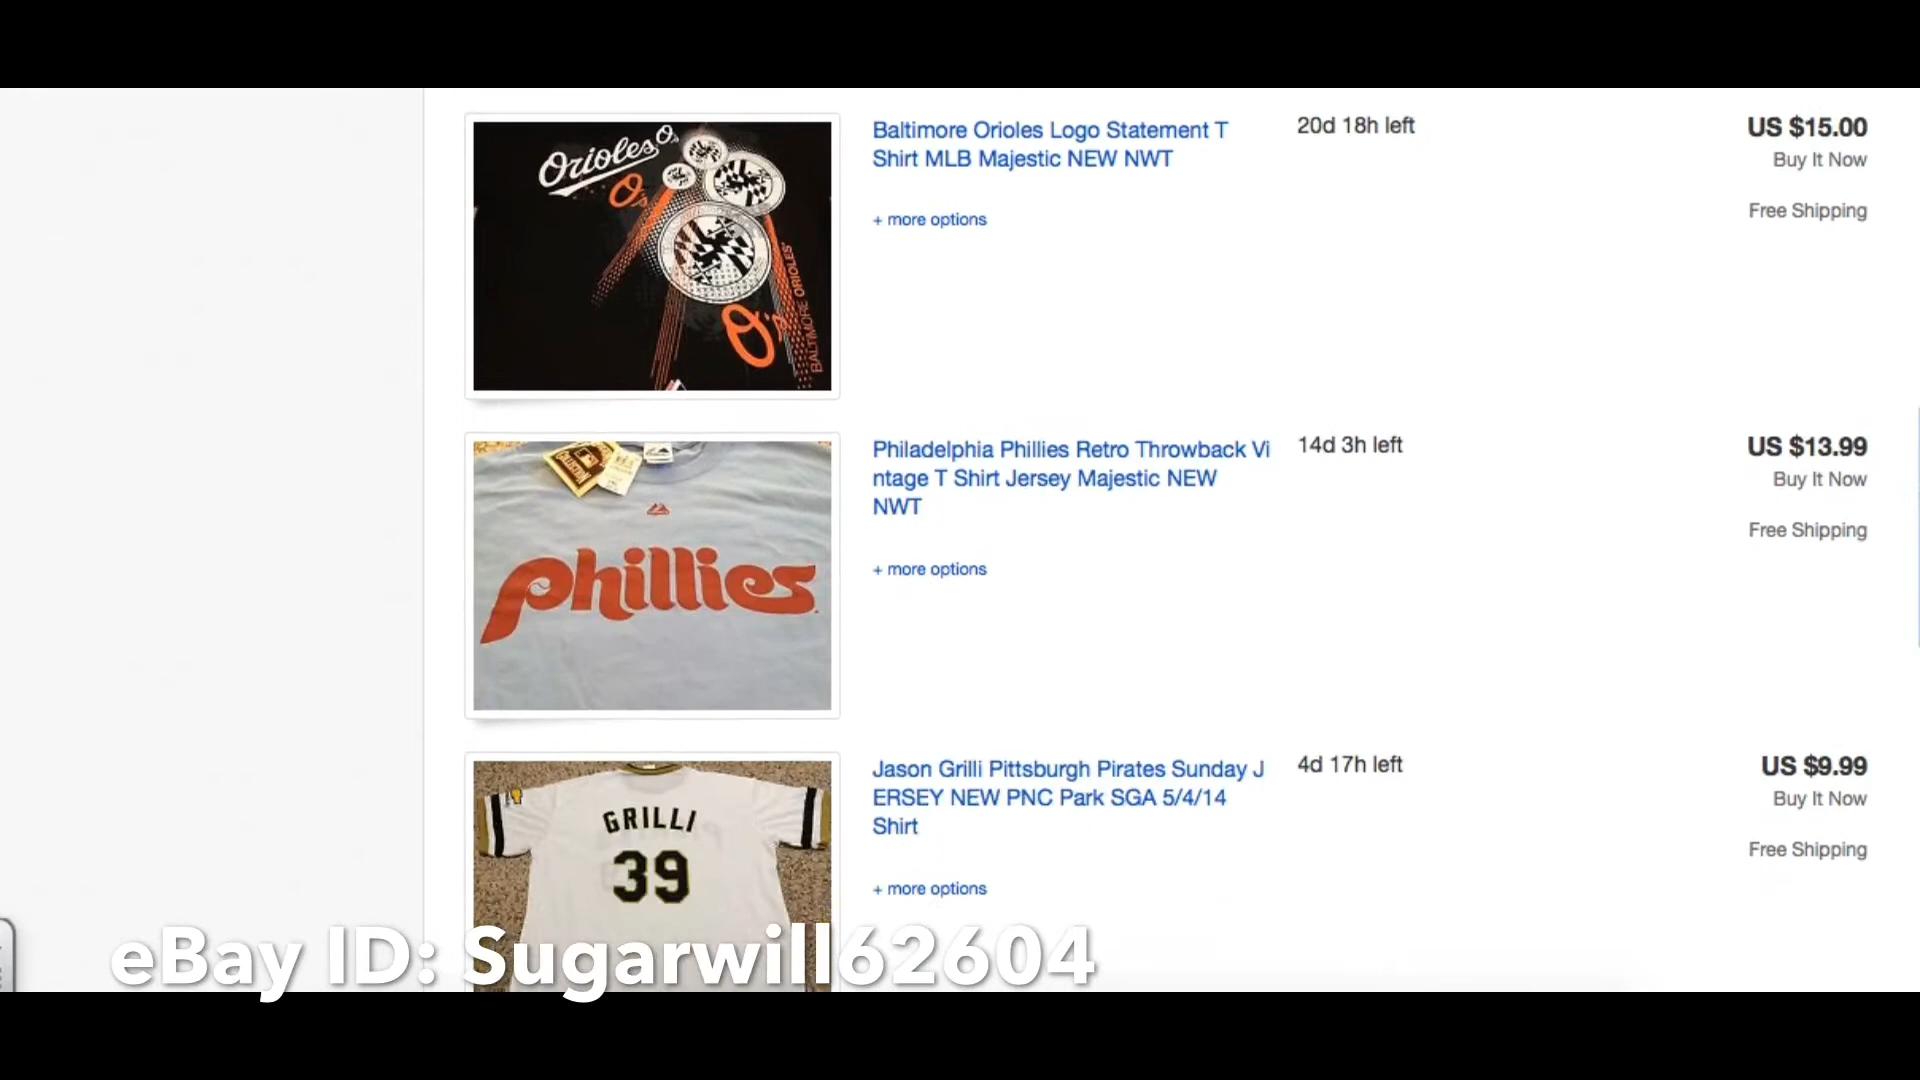 Orioles O's
O's
O's
BALTIMORE ORIOLES
Baltimore Orioles Logo Statement T
Shirt MLB Majestic NEW NWT
+ more options
20d 18h left
US $15.00
Buy It Now
Free Shipping
phillies
Philadelphia Phillies Retro Throwback Vi
ntage T Shirt Jersey Majestic NEW
NWT
+ more options
14d 3h left
US $13.99
Buy It Now
Free Shipping
GRILLI
39
Jason Grilli Pittsburgh Pirates Sunday J
ERSEY NEW PNC Park SGA 5/4/14
Shirt
+ more options
4d 17h left
US $9.99
Buy It Now
Free Shipping
eBay ID: Sugarwill62604